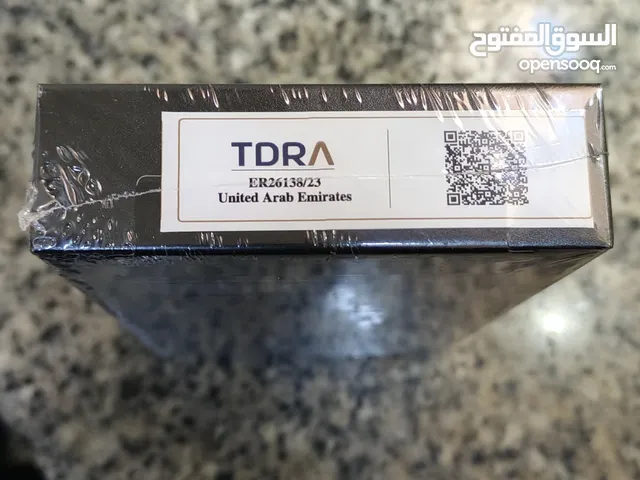 السوق المفتوح
opensooq.com
TDRA
ER26138/23
United Arab Emirates